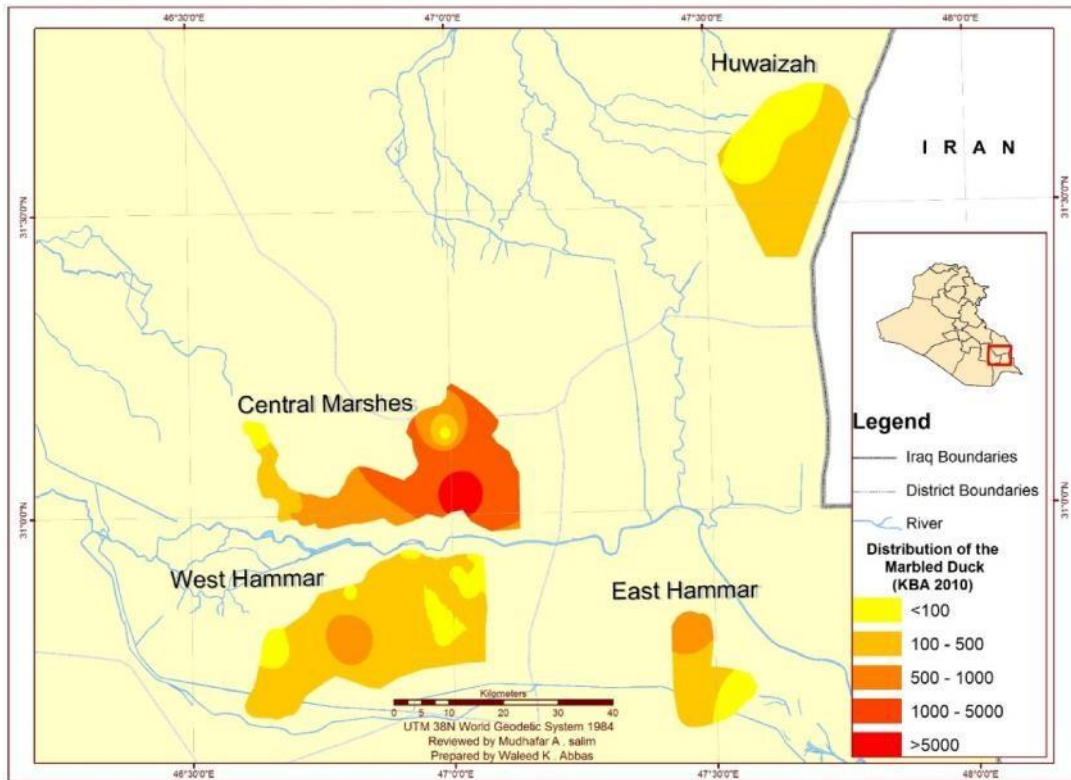 46°30'0"E
47°0'0"E
47°30'0"E
48°0'0"E
Huwaizah
I R A N
31°30'0"N
31°30'0"N
Central Marshes
Legend
Iraq Boundaries
District Boundaries
River
31°0'0"N
31°0'0"N
West Hammar
East Hammar
Distribution of the
Marbled Duck
(KBA 2010)
<100
100 - 500
500 - 1000
1000 - 5000
>5000
Kilometers
0 5 10 20 30 40
UTM 38N World Geodetic System 1984
Reviewed by Mudhafar A . salim
Prepared by Waleed K . Abbas
46°30'0"E
47°0'0"E
47°30'0"E
48°0'0"E